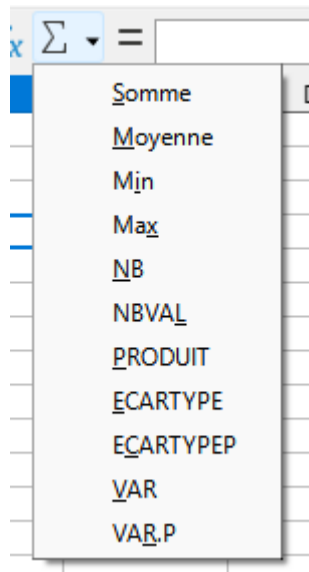 Σ =
Somme
Moyenne
Min
Max
NB
NBVAL
PRODUIT
ECARTYPE
ECARTYPEP
VAR
VAR.P